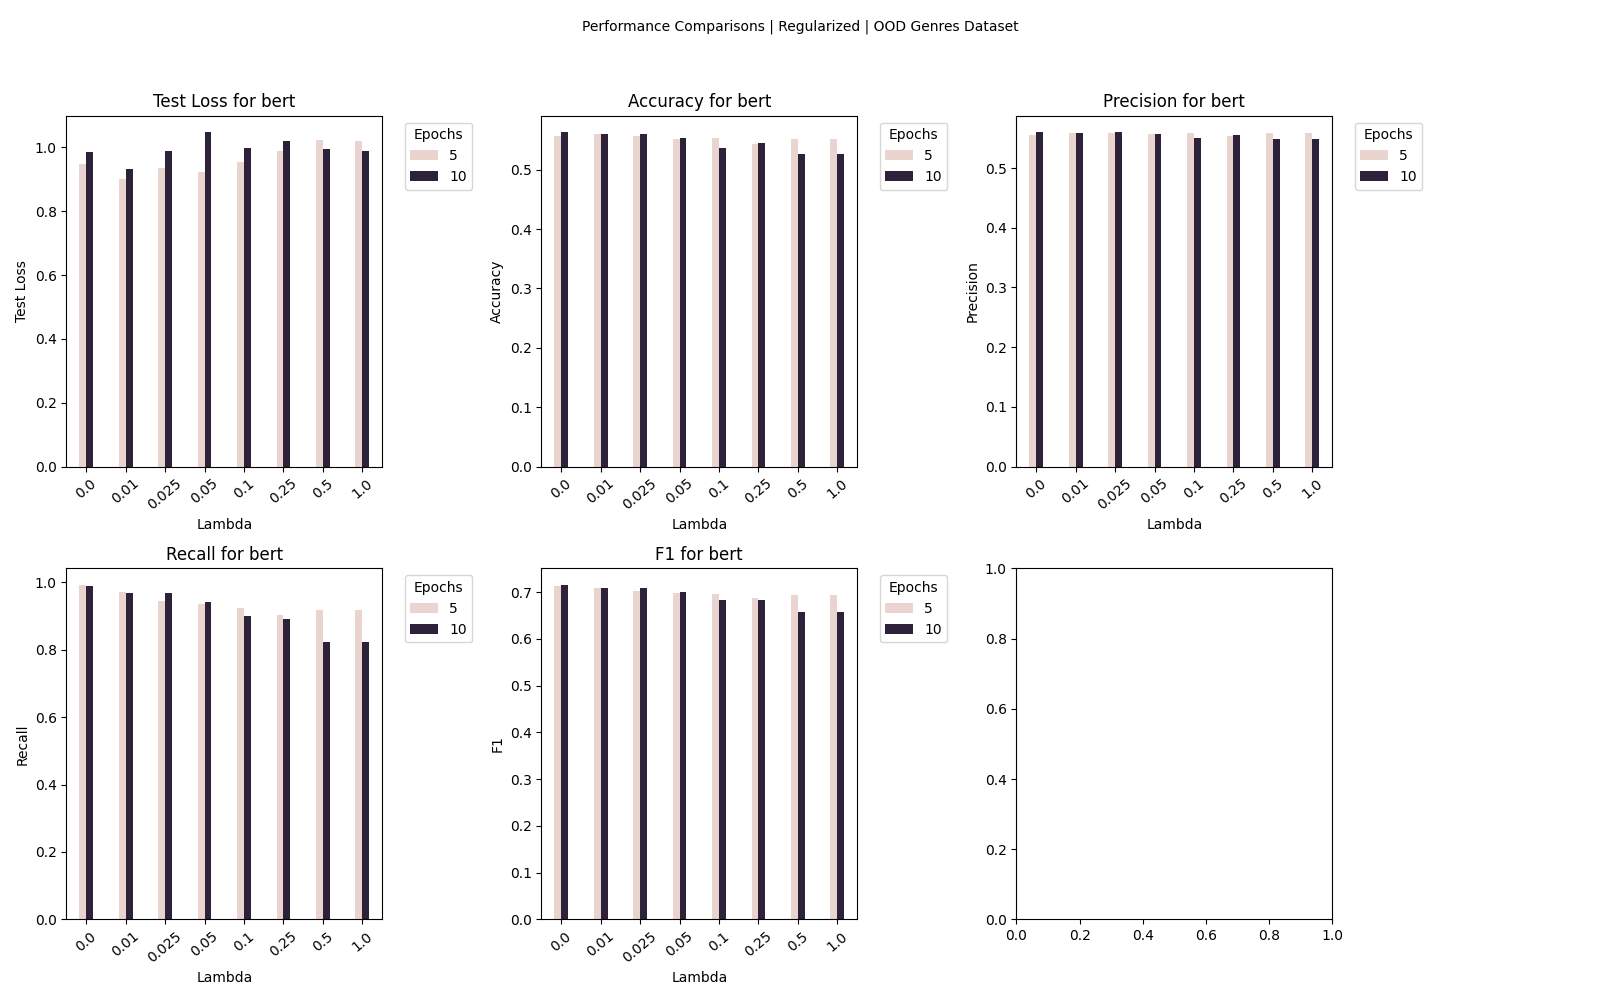 Performance Comparisons | Regularized | OOD Genres Dataset
Test Loss for bert
Test Loss
1.0
0.8
0.6
0.4
0.2
0.0
0.0 0.01 0.025 0.05 0.1 0.25 0.5 1.0
Lambda
Epochs
5
10
Accuracy for bert
Accuracy
0.5
0.4
0.3
0.2
0.1
0.0
0.0 0.01 0.025 0.05 0.1 0.25 0.5 1.0
Lambda
Epochs
5
10
Precision for bert
Precision
0.5
0.4
0.3
0.2
0.1
0.0
0.0 0.01 0.025 0.05 0.1 0.25 0.5 1.0
Lambda
Epochs
5
10
Recall for bert
Recall
1.0
0.8
0.6
0.4
0.2
0.0
0.0 0.01 0.025 0.05 0.1 0.25 0.5 1.0
Lambda
Epochs
5
10
F1 for bert
F1
0.7
0.6
0.5
0.4
0.3
0.2
0.1
0.0
0.0 0.01 0.025 0.05 0.1 0.25 0.5 1.0
Lambda
Epochs
5
10
1.0
0.8
0.6
0.4
0.2
0.0
0.0 0.2 0.4 0.6 0.8 1.0